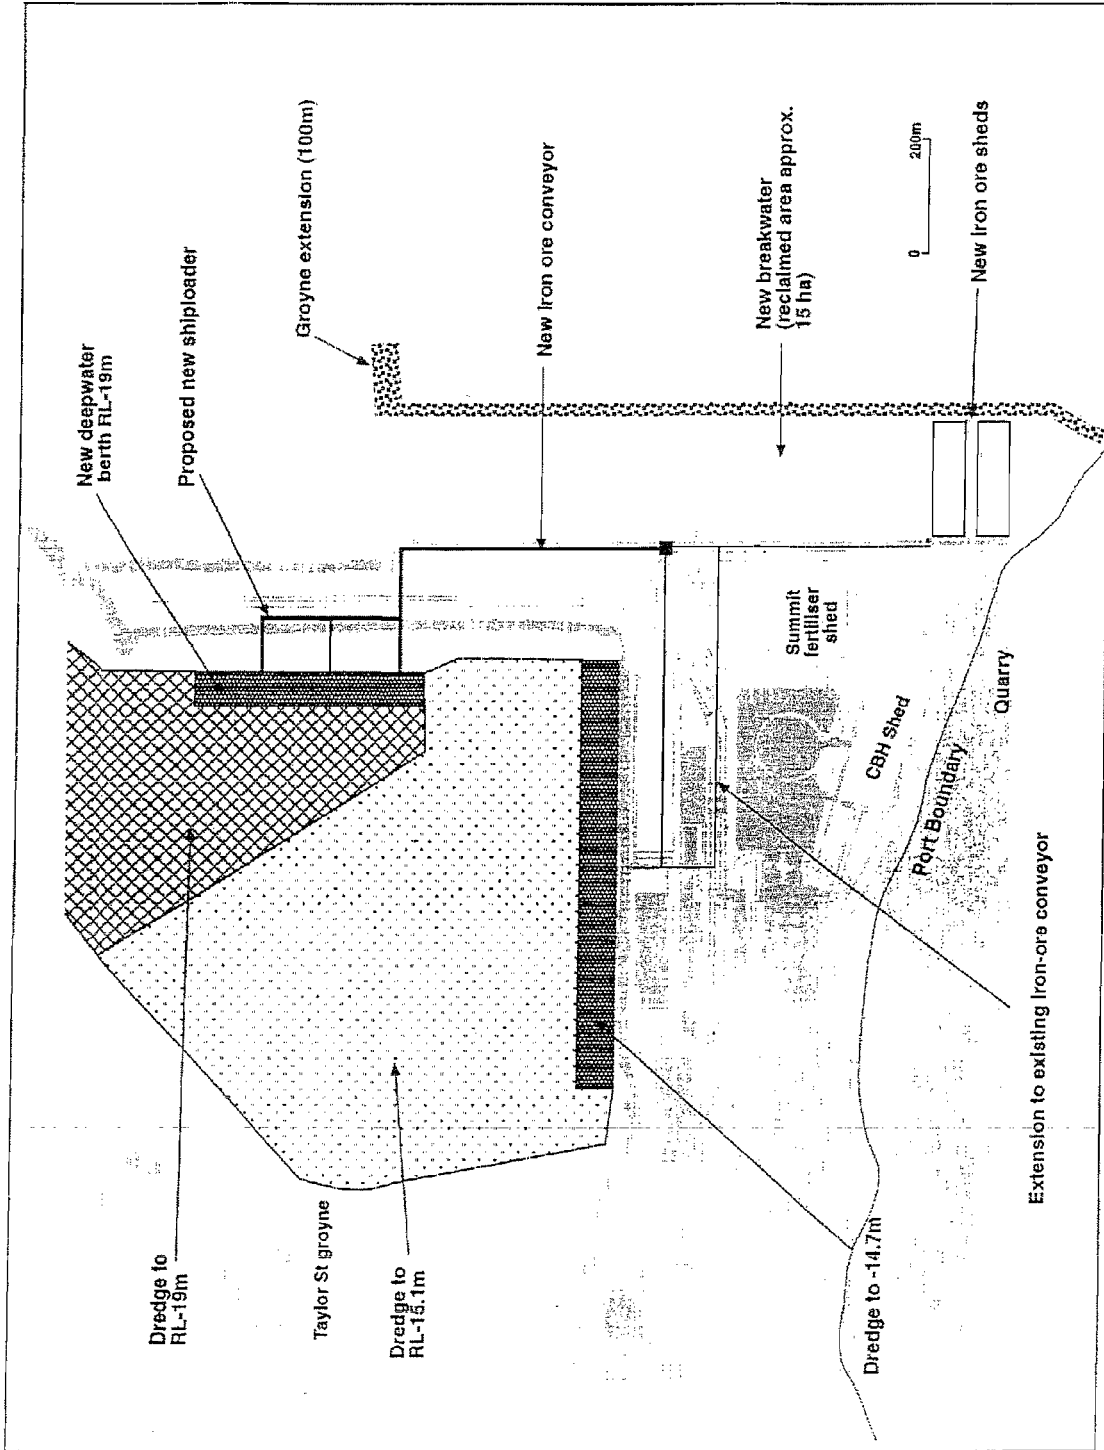 New deepwater
berth RL-19m
Proposed new shiploader
Groyne extension (100m)
New iron ore conveyor
New breakwater
(reclaimed area approx.
15 ha)
0
200m
New iron ore sheds
Dredge to
RL-19m
Taylor St groyne
Dredge to
RL-15.1m
Dredge to -14.7m
Summit
fertiliser
shed
CBH Shed
Port Boundary
Quarry
Extension to existing iron-ore conveyor